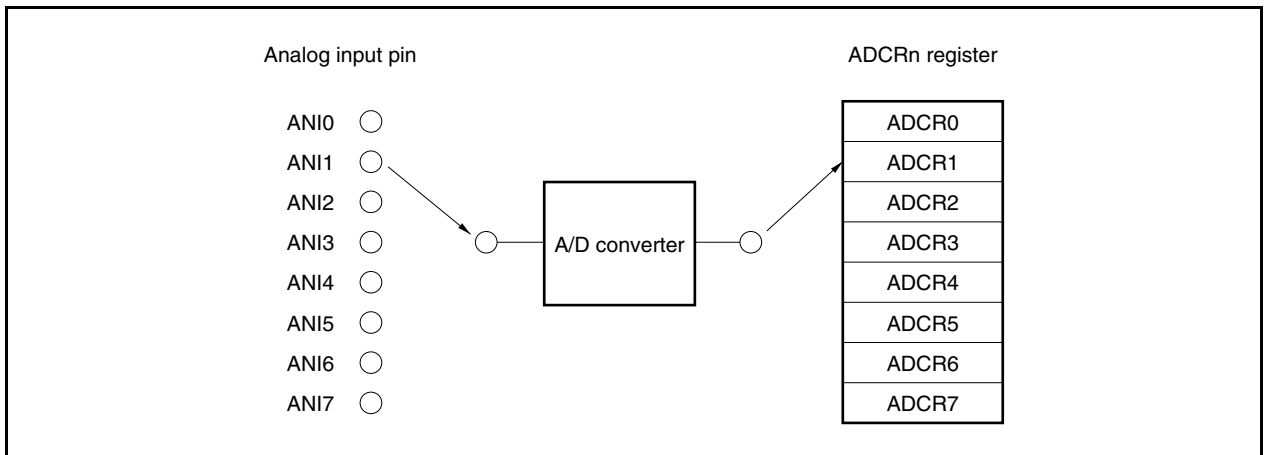 Analog input pin
ADCRn register
ANI0
ANI1
ANI2
ANI3
ANI4
ANI5
ANI6
ANI7
A/D converter
ADCR0
ADCR1
ADCR2
ADCR3
ADCR4
ADCR5
ADCR6
ADCR7